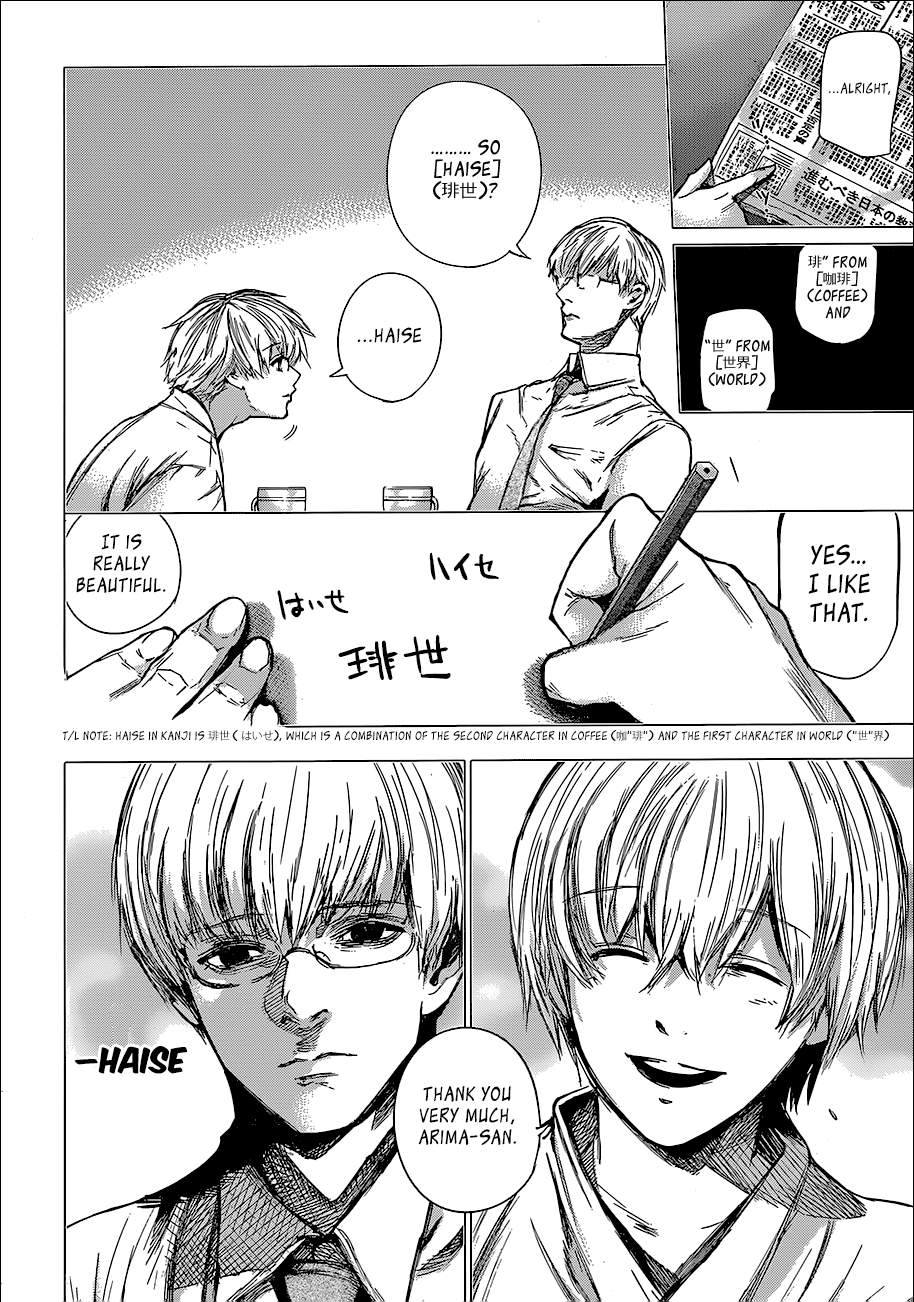 ...ALRIGHT,
進むべき日本の教
琲” FROM
[咖琲]
(COFFEE)
AND
“世” FROM
[世界]
(WORLD)
……… SO
[HAISE]
(琲世)?
...HAISE
YES...
I LIKE
THAT.
IT IS
REALLY
BEAUTIFUL.
ハイセ
はいせ
琲世
T/L NOTE: HAISE IN KANJI IS 琲世 ( はいせ), WHICH IS A COMBINATION OF THE SECOND CHARACTER IN COFFEE (咖"琲") AND THE FIRST CHARACTER IN WORLD ("世"界)
THANK YOU
VERY MUCH,
ARIMA-SAN.
—HAISE